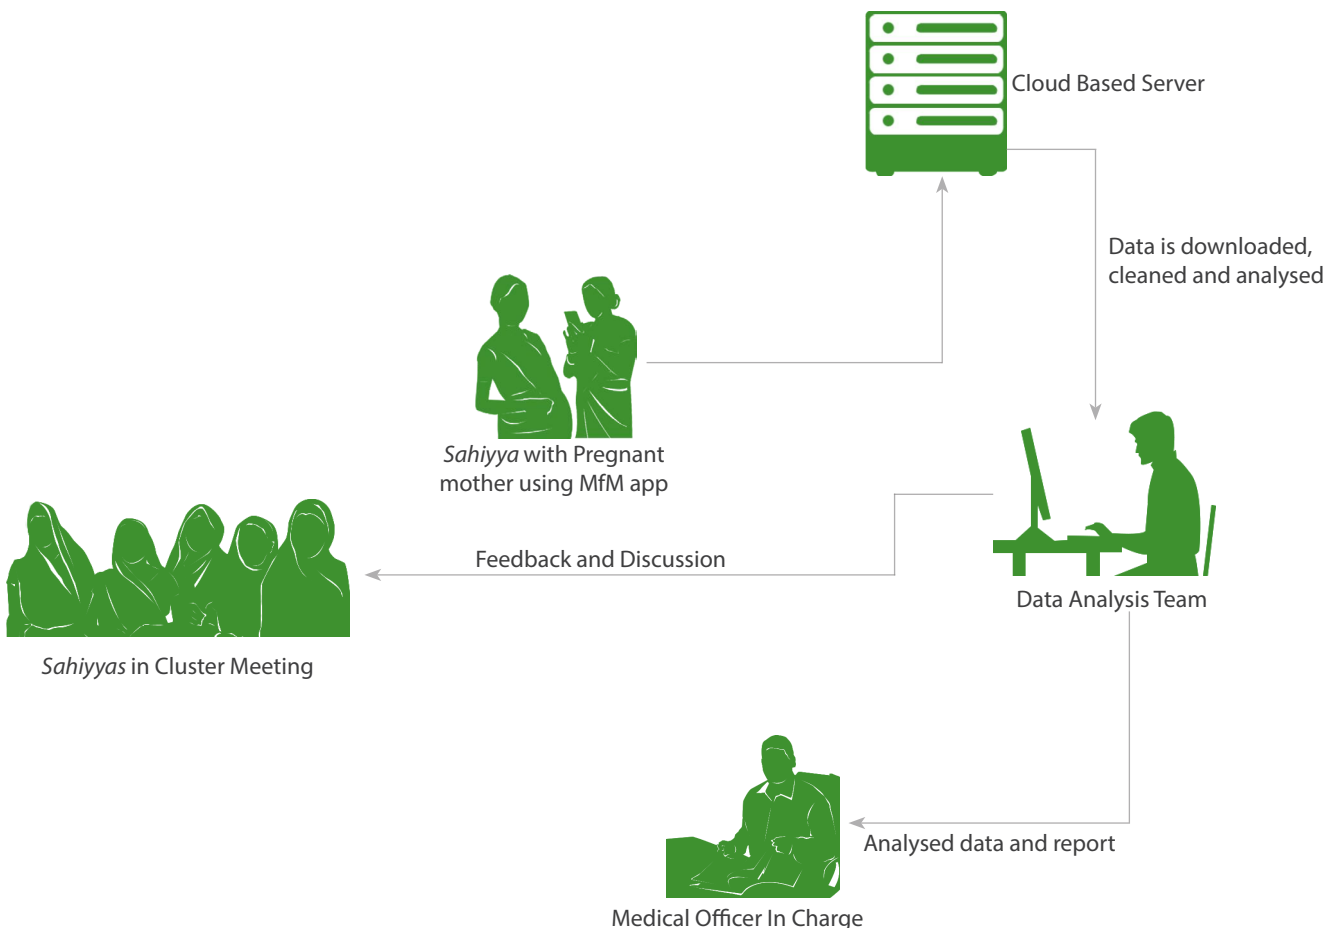 Cloud Based Server
Data is downloaded,
cleaned and analysed
Sahiyya with Pregnant
mother using MfM app
Feedback and Discussion
Data Analysis Team
Sahiyyas in Cluster Meeting
Analysed data and report
Medical Officer In Charge